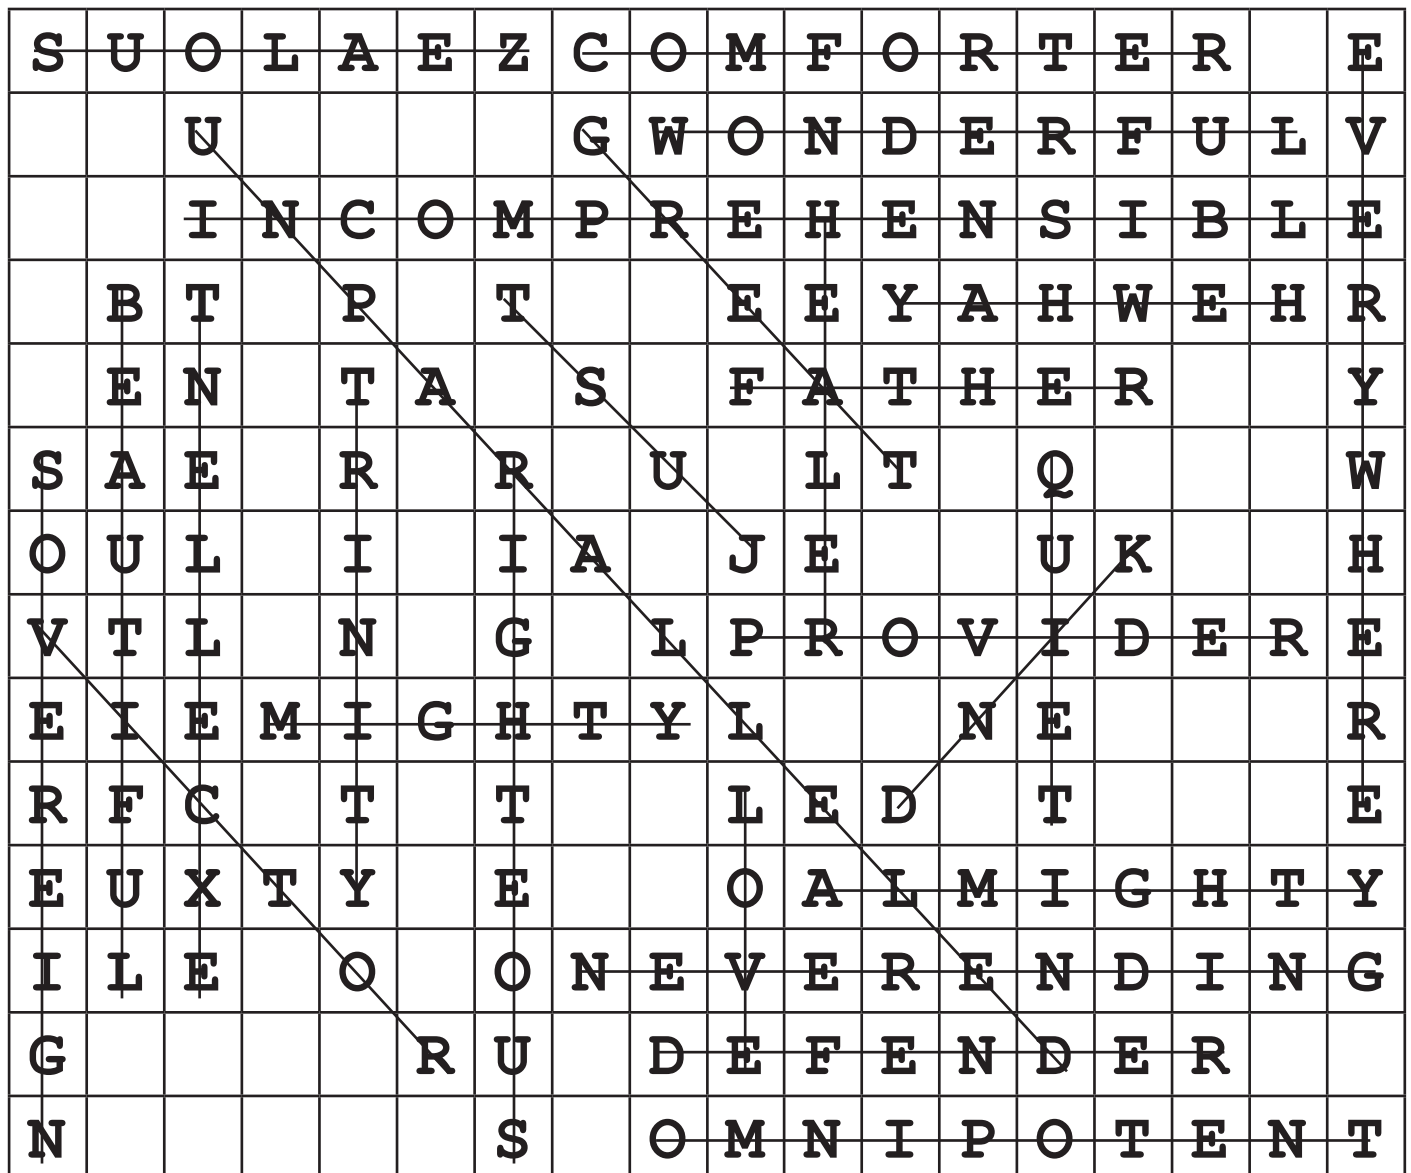 S U O L A E Z C O M F O R T E R E
U G W O N D E R F U L V
I N C O M P R E H E N S I B L E
B T P T E E Y A H W E H R
E N T A S F A T H E R Y
S A E R R U L T Q W
O U L I I A J E U K H
V T L N G L P R O V I D E R E
E I E M I G H T Y L N E R
R F C T T L E D T E
E U X T Y E O A L M I G H T Y
I L E O O N E V E R E N D I N G
G R U D E F E N D E R
N S O M N I P O T E N T